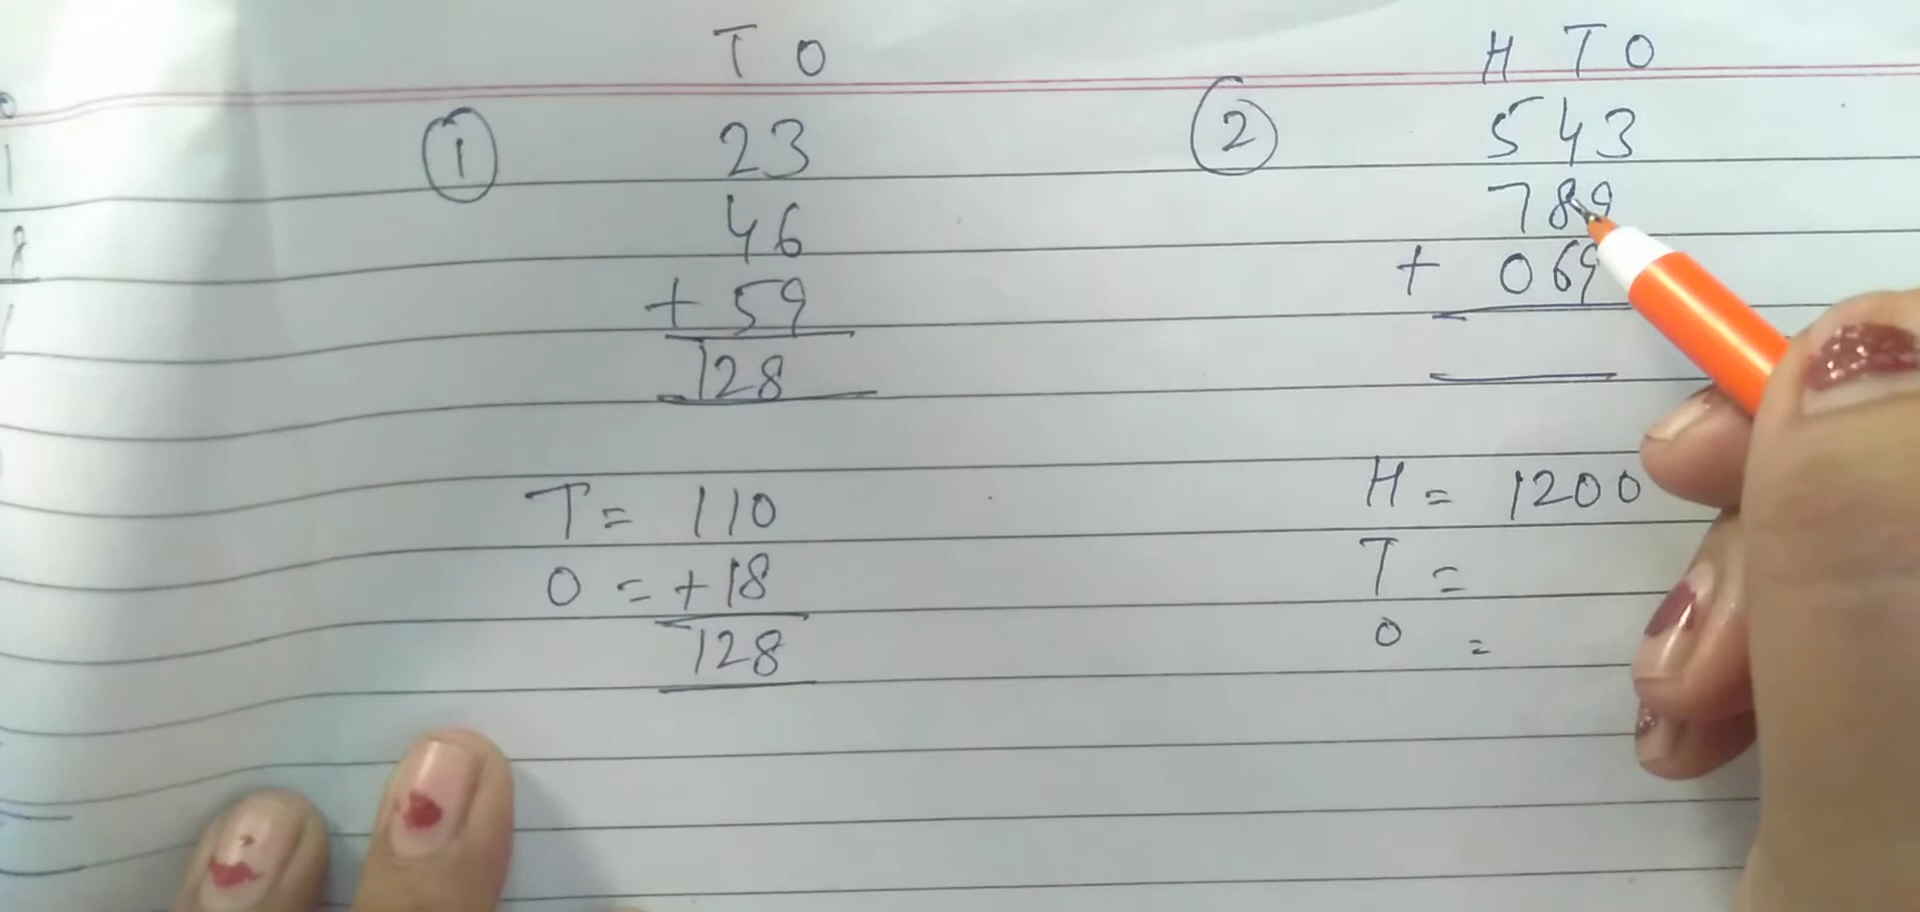 T O
① 23
46
+ 59
128
T = 110
O = + 18
128
H T O
② 543
789
+ 069
H = 1200
T =
O =